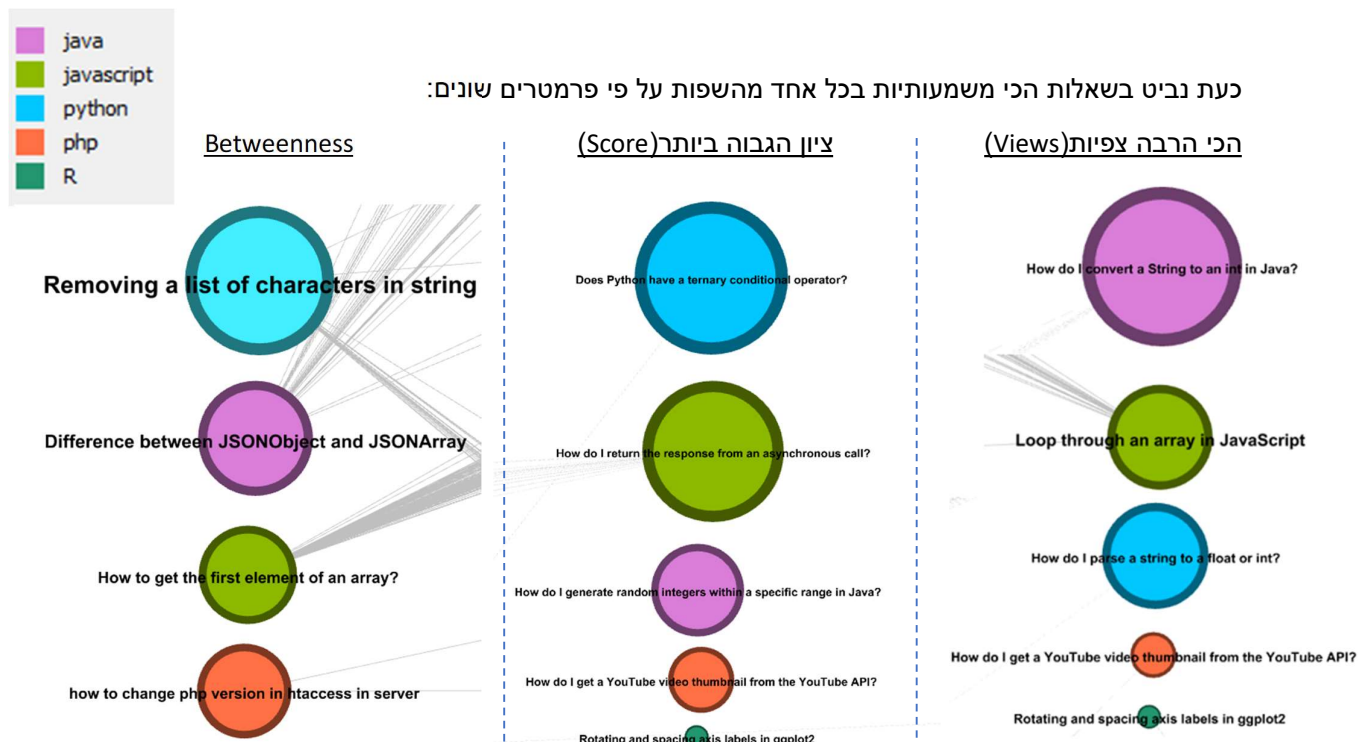 java
javascript
python
php
R
כעת נביט בשאלות הכי משמעותיות בכל אחד מהשפות על פי פרמטרים שונים:
הכי הרבה צפיות(Views)
How do I convert a String to an int in Java?
Loop through an array in JavaScript
How do I parse a string to a float or int?
How do I get a YouTube video thumbnail from the YouTube API?
Rotating and spacing axis labels in ggplot2
ציון הגבוה ביותר(Score)
Does Python have a ternary conditional operator?
How do I return the response from an asynchronous call?
How do I generate random integers within a specific range in Java?
How do I get a YouTube video thumbnail from the YouTube API?
Rotating and spacing axis labels in ggplot2
Betweenness
Removing a list of characters in string
Difference between JSONObject and JSONArray
How to get the first element of an array?
how to change php version in htaccess in server